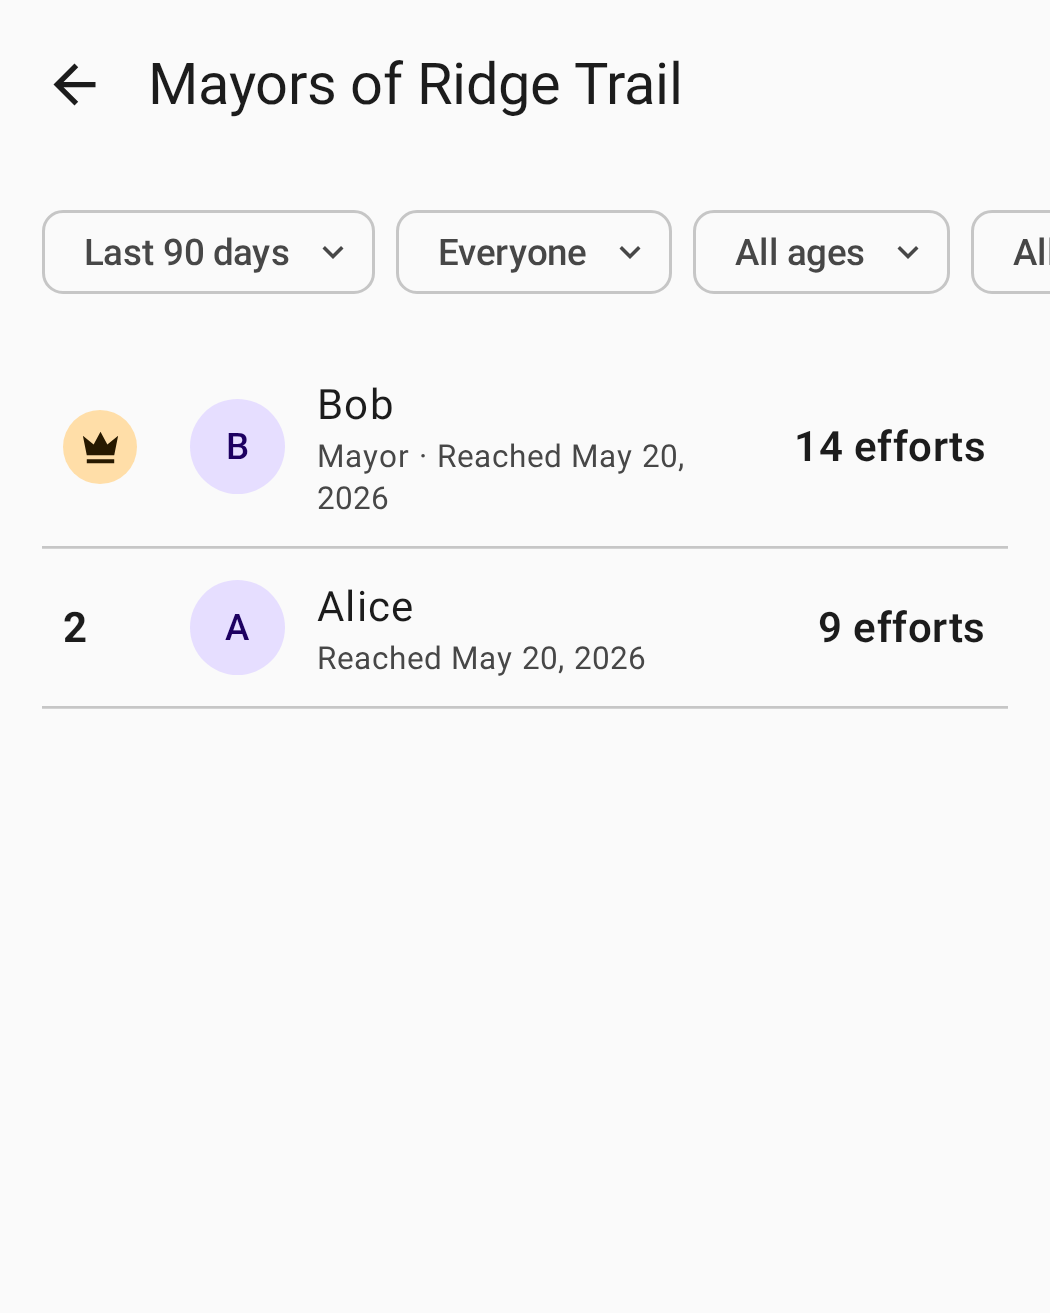 Mayors of Ridge Trail
Last 90 days
Everyone
All ages
All
B
Bob
Mayor · Reached May 20,
2026
14 efforts
2
A
Alice
Reached May 20, 2026
9 efforts